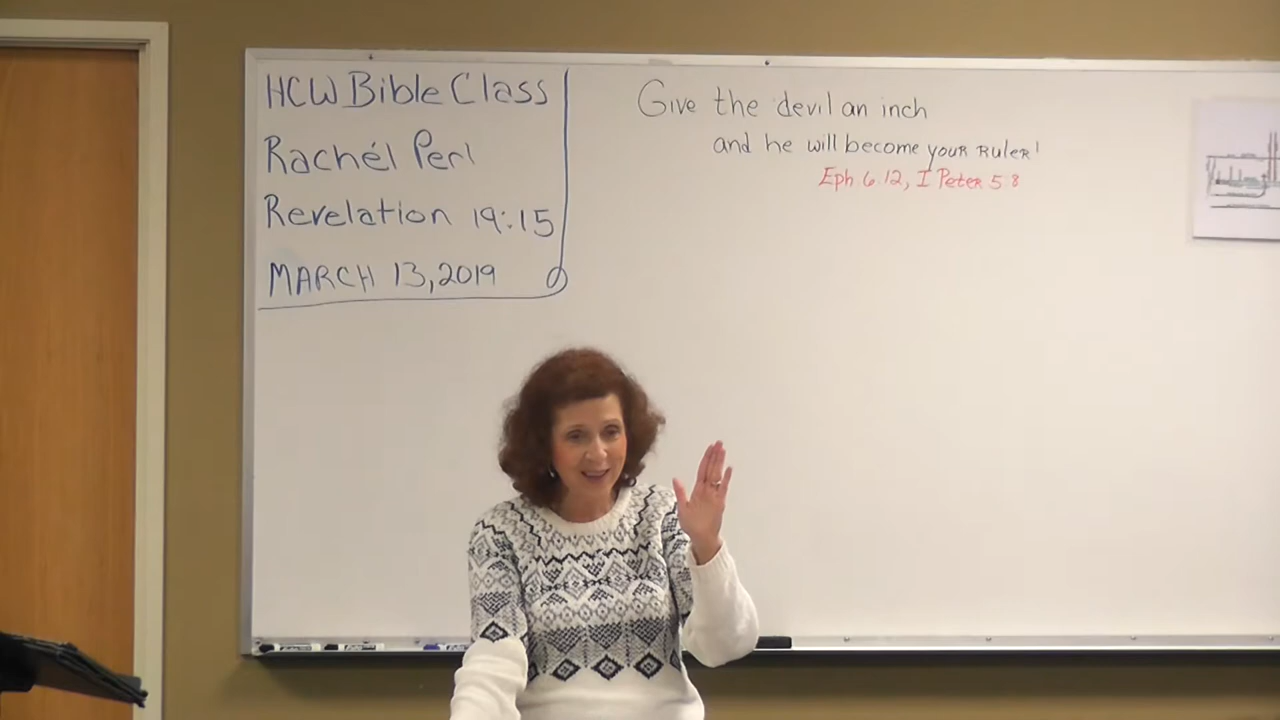 HCW Bible Class
Rachél Perl
Revelation 19:15
MARCH 13, 2019
Give the devil an inch
and he will become your RULER!
Eph 6:12, I Peter 5:8